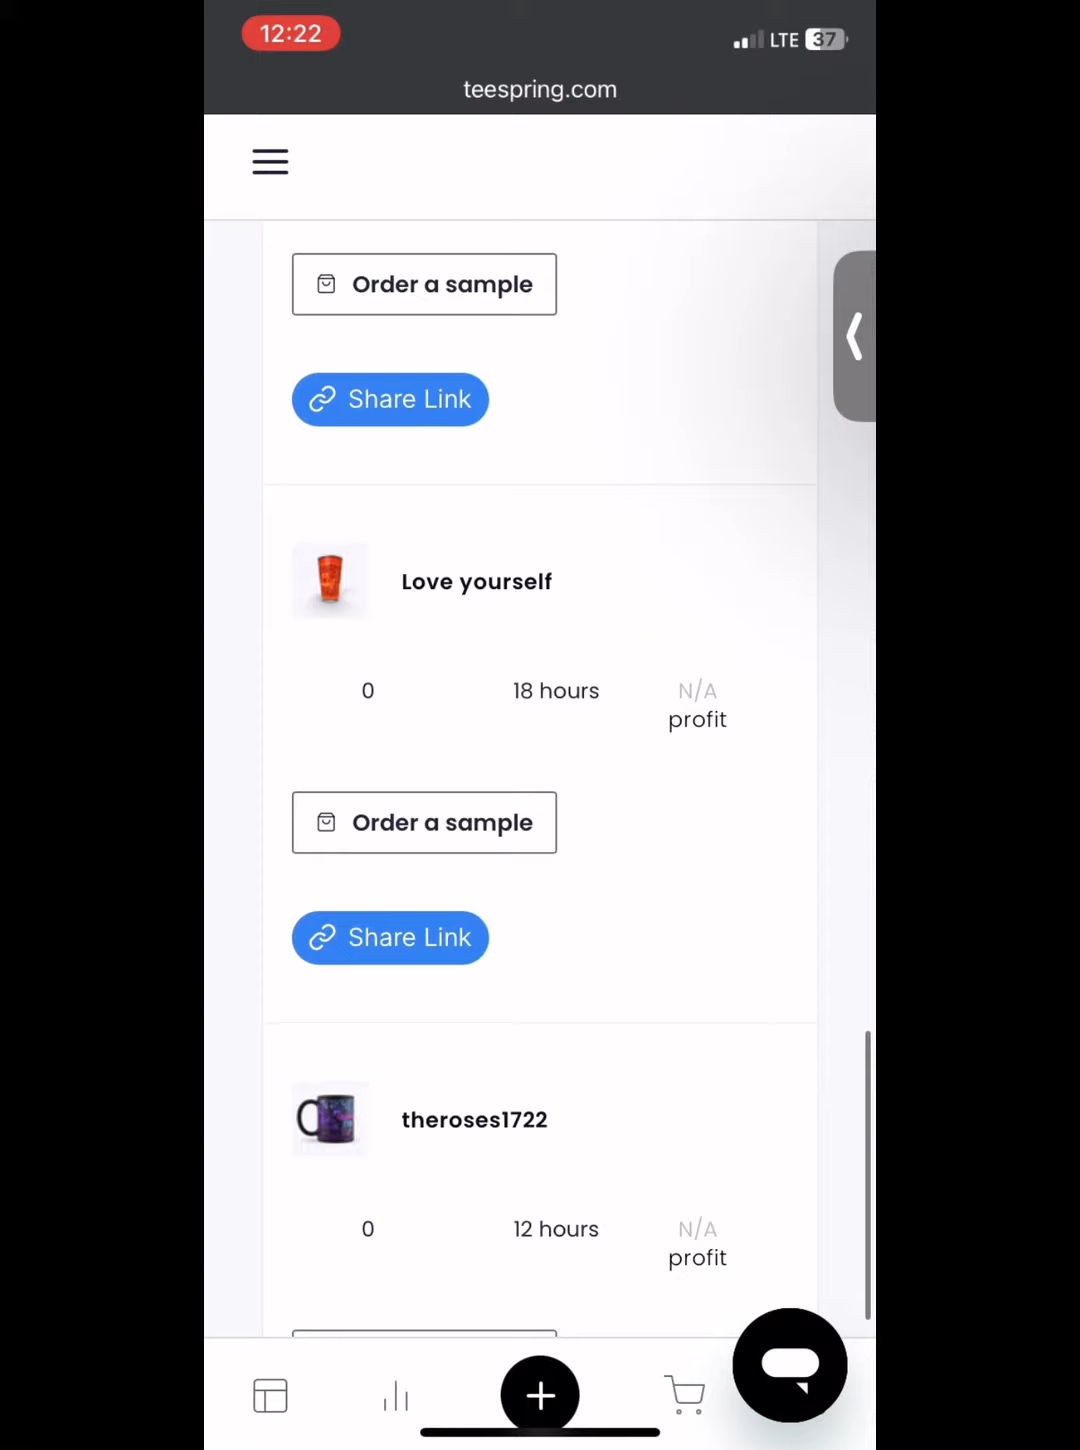 12:22
LTE 37
teespring.com
Order a sample
Share Link
Love yourself
0 18 hours N/A
profit
Order a sample
Share Link
theroses1722
0 12 hours N/A
profit